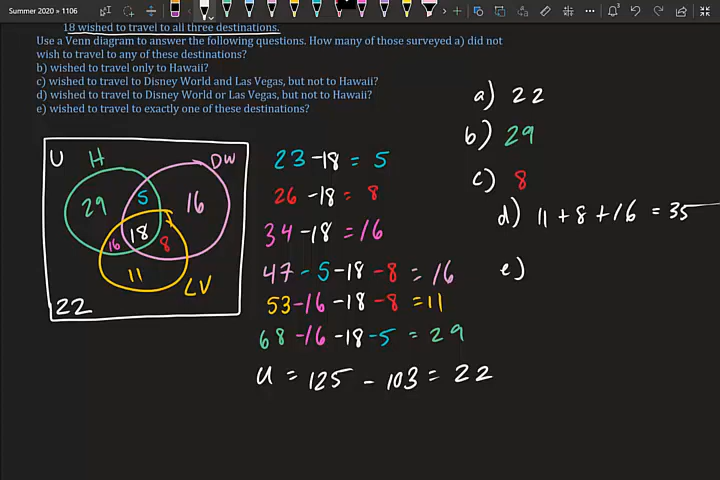 Summer 2020 » 1106
18 wished to travel to all three destinations.
Use a Venn diagram to answer the following questions. How many of those surveyed a) did not
wish to travel to any of these destinations?
b) wished to travel only to Hawaii?
c) wished to travel to Disney World and Las Vegas, but not to Hawaii?
d) wished to travel to Disney World or Las Vegas, but not to Hawaii?
e) wished to travel to exactly one of these destinations?
U H DW
29 5 16
16 18 8
11
LV
22
23 - 18 = 5
26 - 18 = 8
34 - 18 = 16
47 - 5 - 18 - 8 = 16
53 - 16 - 18 - 8 = 11
68 - 16 - 18 - 5 = 29
U = 125 - 103 = 22
a) 22
b) 29
c) 8
d) 11 + 8 + 16 = 35
e)